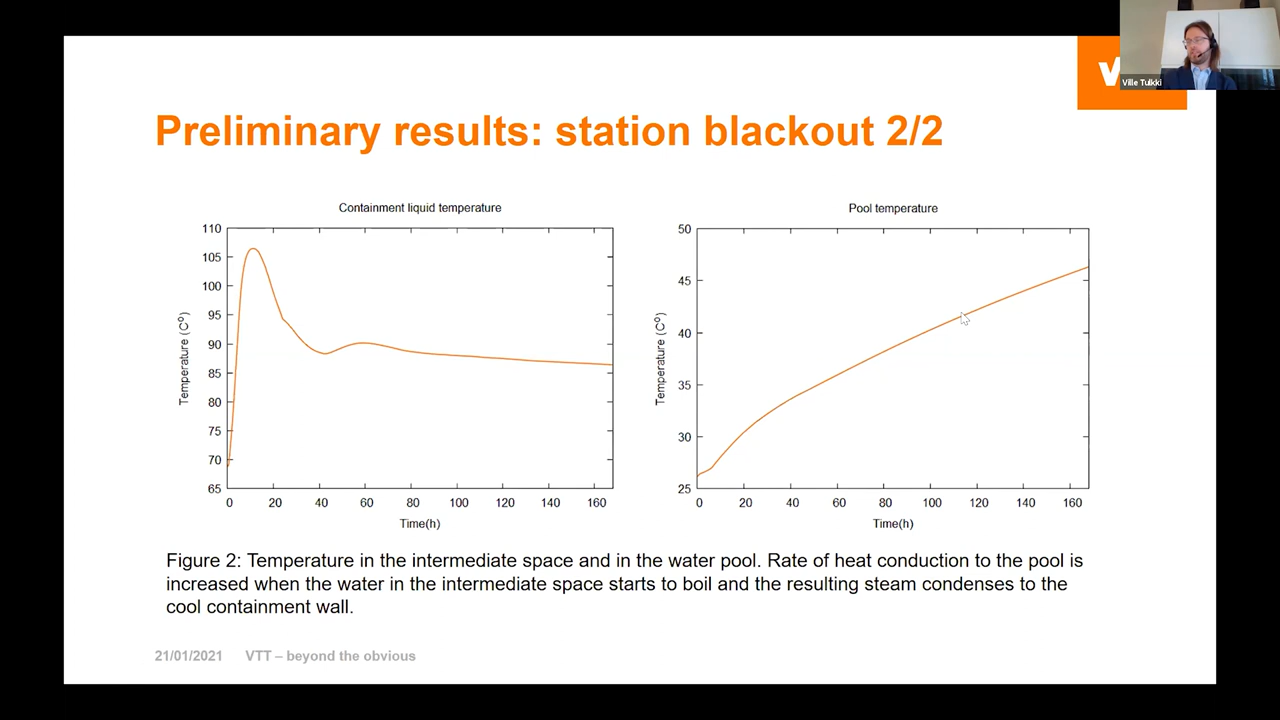 Ville Tulkki
Preliminary results: station blackout 2/2
Containment liquid temperature
110
105
100
95
90
85
80
75
70
65
Temperature (C°)
0 20 40 60 80 100 120 140 160
Time(h)
Pool temperature
50
45
40
35
30
25
Temperature (C°)
0 20 40 60 80 100 120 140 160
Time(h)
Figure 2: Temperature in the intermediate space and in the water pool. Rate of heat conduction to the pool is
increased when the water in the intermediate space starts to boil and the resulting steam condenses to the
cool containment wall.
21/01/2021 VTT – beyond the obvious